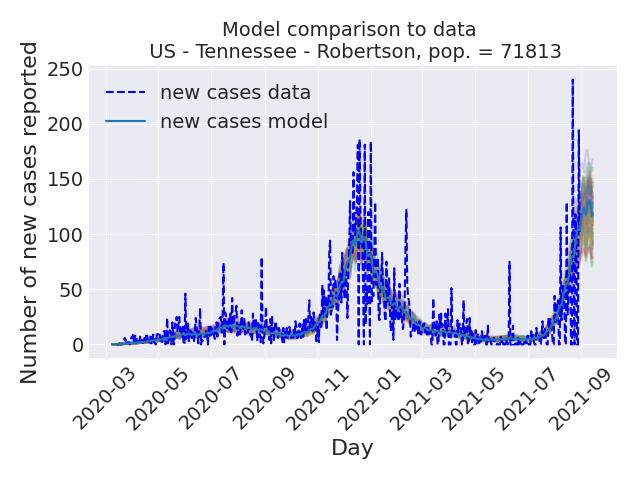 Model comparison to data
US - Tennessee - Robertson, pop. = 71813
Number of new cases reported
250
200
150
100
50
0
new cases data
new cases model
2020-03
2020-05
2020-07
2020-09
2020-11
2021-01
2021-03
2021-05
2021-07
2021-09
Day